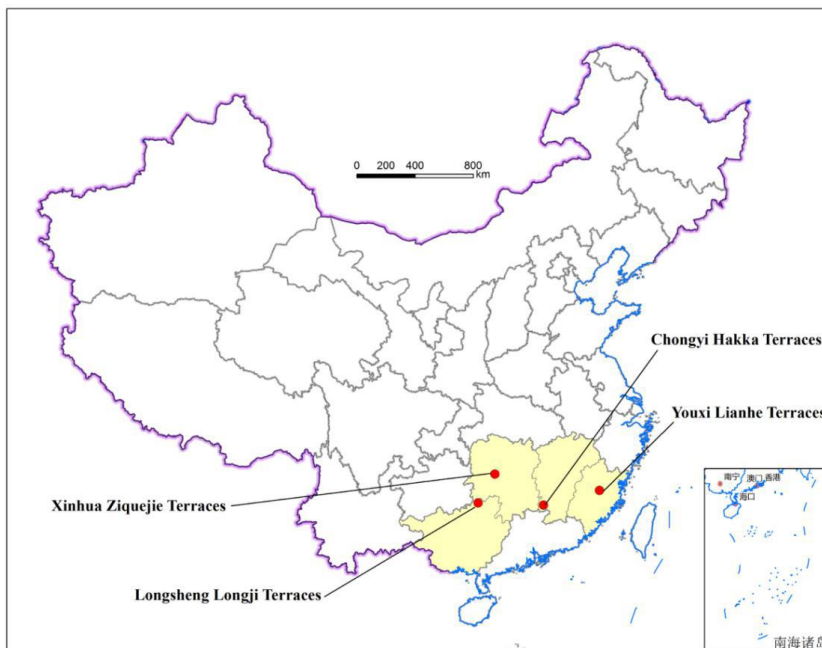 0 200 400 800
km
Chongyi Hakka Terraces
Youxi Lianhe Terraces
Xinhua Ziquejie Terraces
Longsheng Longji Terraces
南宁
澳门 香港
海口
南海诸岛